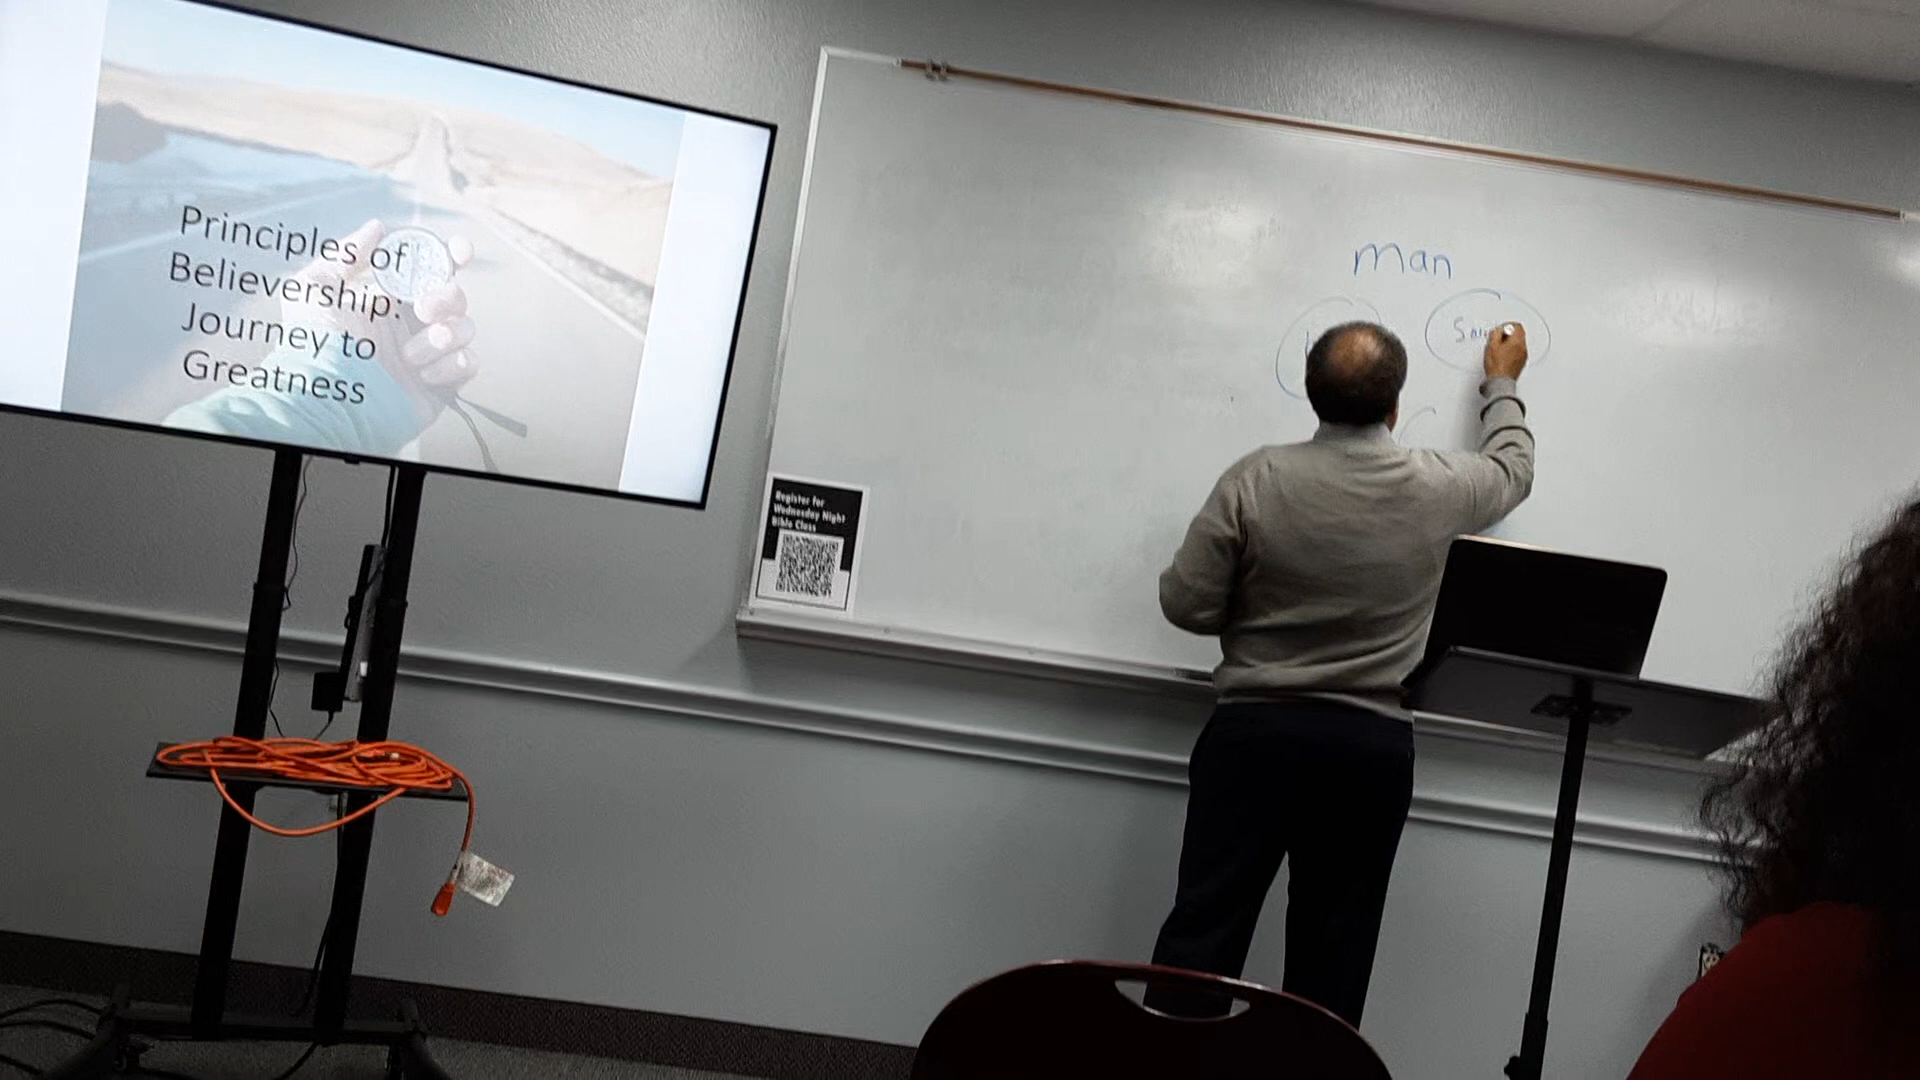 Principles of
Believership:
Journey to
Greatness
man
Register for
Wednesday Night
Bible Class